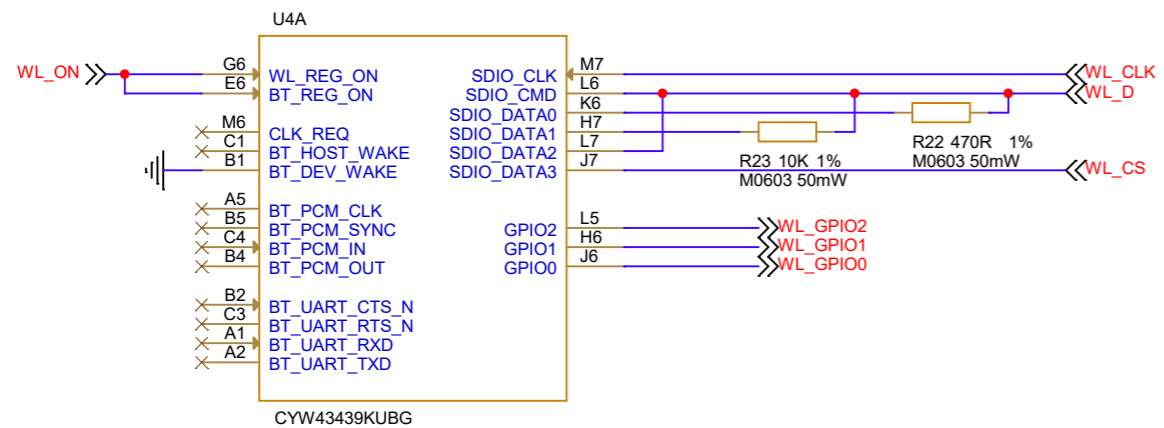 U4A
WL_ON
G6
WL_REG_ON
E6
BT_REG_ON
M6
CLK_REQ
C1
BT_HOST_WAKE
B1
BT_DEV_WAKE
A5
BT_PCM_CLK
B5
BT_PCM_SYNC
C4
BT_PCM_IN
B4
BT_PCM_OUT
B2
BT_UART_CTS_N
C3
BT_UART_RTS_N
A1
BT_UART_RXD
A2
BT_UART_TXD
SDIO_CLK
M7
WL_CLK
SDIO_CMD
L6
WL_D
SDIO_DATA0
K6
SDIO_DATA1
H7
SDIO_DATA2
L7
SDIO_DATA3
J7
WL_CS
R22 470R 1%
M0603 50mW
R23 10K 1%
M0603 50mW
GPIO2
L5
WL_GPIO2
GPIO1
H6
WL_GPIO1
GPIO0
J6
WL_GPIO0
CYW43439KUBG